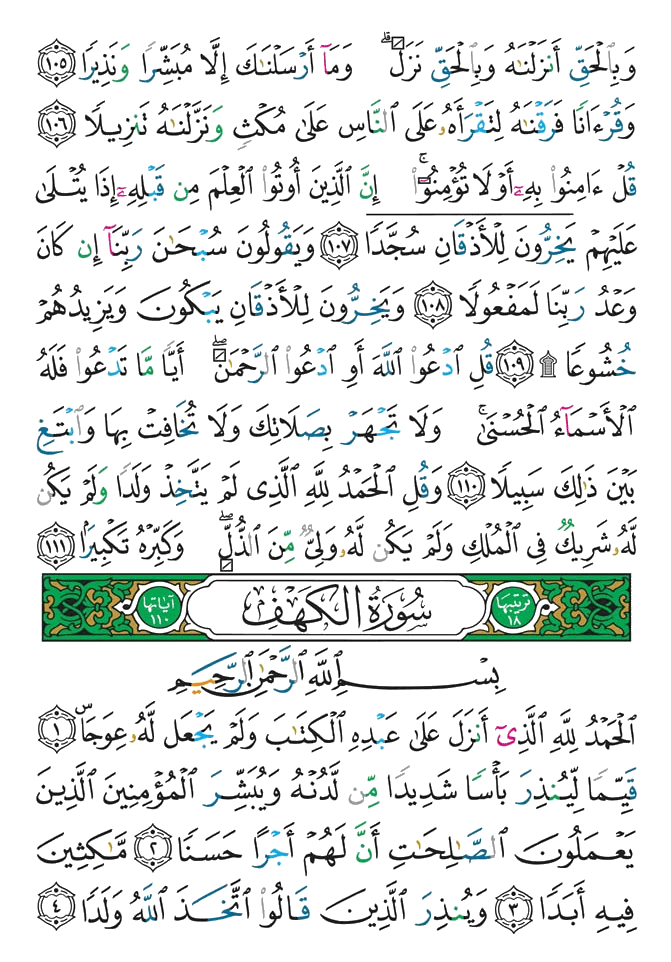 وَبِٱلْحَقِّ أَنزَلْنَٰهُ وَبِٱلْحَقِّ نَزَلَ ۗ وَمَآ أَرْسَلْنَٰكَ إِلَّا مُبَشِّرًا وَنَذِيرًا ١٠٥
وَقُرْءَانًا فَرَقْنَٰهُ لِتَقْرَأَهُۥ عَلَى ٱلنَّاسِ عَلَىٰ مُكْثٍ وَنَزَّلْنَٰهُ تَنزِيلًا ١٠٦
قُلْ ءَامِنُوا۟ بِهِۦٓ أَوْ لَا تُؤْمِنُوٓا۟ ۚ إِنَّ ٱلَّذِينَ أُوتُوا۟ ٱلْعِلْمَ مِن قَبْلِهِۦٓ إِذَا يُتْلَىٰ
عَلَيْهِمْ يَخِرُّونَ لِلْأَذْقَانِ سُجَّدًا ١٠٧ وَيَقُولُونَ سُبْحَٰنَ رَبِّنَآ إِن كَانَ
وَعْدُ رَبِّنَا لَمَفْعُولًا ١٠٨ وَيَخِرُّونَ لِلْأَذْقَانِ يَبْكُونَ وَيَزِيدُهُمْ
خُشُوعًا ۩ ١٠٩ قُلِ ٱدْعُوا۟ ٱللَّهَ أَوِ ٱدْعُوا۟ ٱلرَّحْمَٰنَ ۖ أَيًّا مَّا تَدْعُوا۟ فَلَهُ
ٱلْأَسْمَآءُ ٱلْحُسْنَىٰ ۚ وَلَا تَجْهَرْ بِصَلَاتِكَ وَلَا تُخَافِتْ بِهَا وَٱبْتَغِ
بَيْنَ ذَٰلِكَ سَبِيلًا ١١٠ وَقُلِ ٱلْحَمْدُ لِلَّهِ ٱلَّذِى لَمْ يَتَّخِذْ وَلَدًا وَلَمْ يَكُن
لَّهُۥ شَرِيكٌ فِى ٱلْمُلْكِ وَلَمْ يَكُن لَّهُۥ وَلِىٌّ مِّنَ ٱلذُّلِّ ۖ وَكَبِّرْهُ تَكْبِيرًۢا ١١١
ترتيبها ١٨ سُورَةُ الكَهْفِ آياتها ١١٠
بِسْمِ ٱللَّهِ ٱلرَّحْمَٰنِ ٱلرَّحِيمِ
ٱلْحَمْدُ لِلَّهِ ٱلَّذِىٓ أَنزَلَ عَلَىٰ عَبْدِهِ ٱلْكِتَٰبَ وَلَمْ يَجْعَل لَّهُۥ عِوَجَاۜ ١
قَيِّمًا لِّيُنذِرَ بَأْسًا شَدِيدًا مِّن لَّدُنْهُ وَيُبَشِّرَ ٱلْمُؤْمِنِينَ ٱلَّذِينَ
يَعْمَلُونَ ٱلصَّٰلِحَٰتِ أَنَّ لَهُمْ أَجْرًا حَسَنًا ٢ مَّٰكِثِينَ
فِيهِ أَبَدًا ٣ وَيُنذِرَ ٱلَّذِينَ قَالُوا۟ ٱتَّخَذَ ٱللَّهُ وَلَدًا ٤